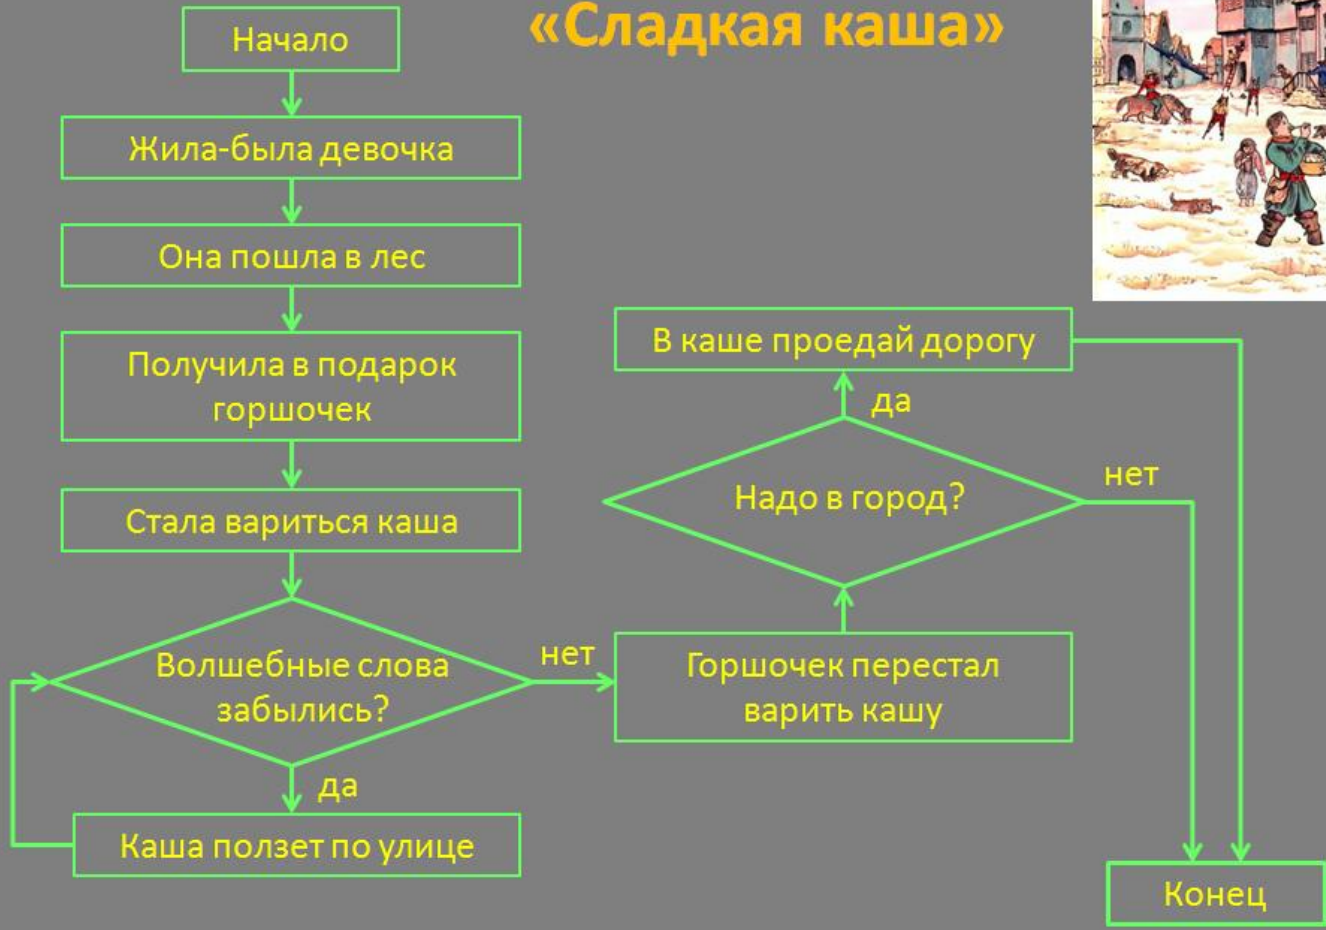 «Сладкая каша»
Начало
Жила-была девочка
Она пошла в лес
Получила в подарок
горшочек
Стала вариться каша
Волшебные слова
забылись?
да
Каша ползет по улице
нет
Горшочек перестал
варить кашу
Надо в город?
да
В каше проедай дорогу
нет
Конец